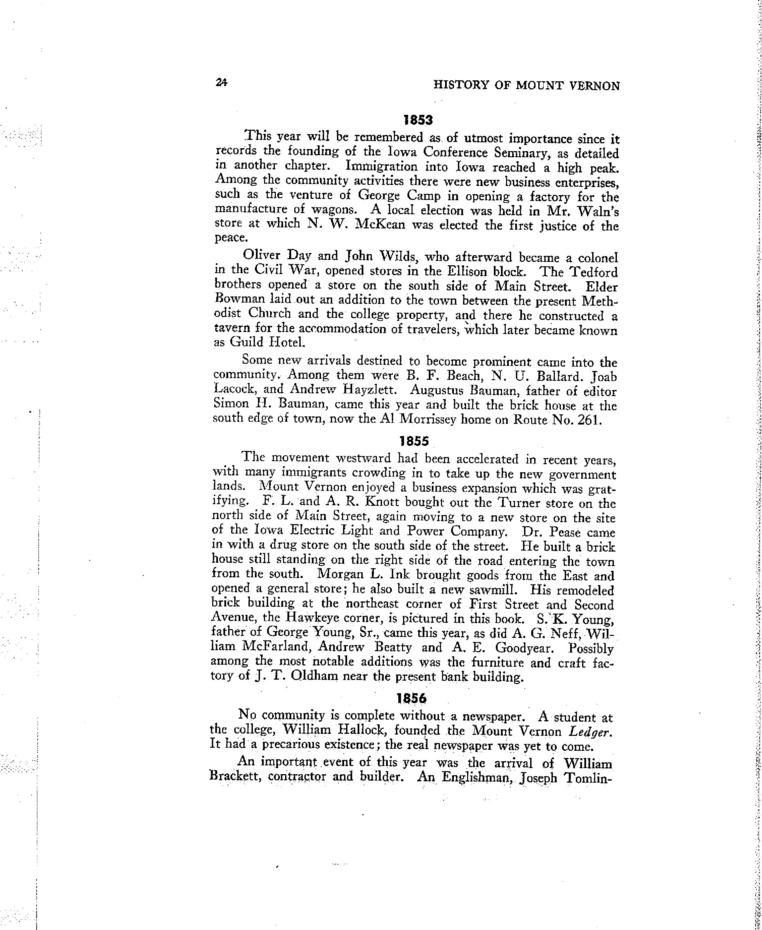 24 HISTORY OF MOUNT VERNON
1853
This year will be remembered as of utmost importance since it
records the founding of the Iowa Conference Seminary, as detailed
in another chapter. Immigration into Iowa reached a high peak.
Among the community activities there were new business enterprises,
such as the venture of George Camp in opening a factory for the
manufacture of wagons. A local election was held in Mr. Waln's
store at which N. W. McKean was elected the first justice of the
peace.
Oliver Day and John Wilds, who afterward became a colonel
in the Civil War, opened stores in the Ellison block. The Tedford
brothers opened a store on the south side of Main Street. Elder
Bowman laid out an addition to the town between the present Meth-
odist Church and the college property, and there he constructed a
tavern for the accommodation of travelers, which later became known
as Guild Hotel.
Some new arrivals destined to become prominent came into the
community. Among them were B. F. Beach, N. U. Ballard. Joab
Lacock, and Andrew Hayzlett. Augustus Bauman, father of editor
Simon H. Bauman, came this year and built the brick house at the
south edge of town, now the Al Morrissey home on Route No. 261.
1855
The movement westward had been accelerated in recent years,
with many immigrants crowding in to take up the new government
lands. Mount Vernon enjoyed a business expansion which was grat-
ifying. F. L. and A. R. Knott bought out the Turner store on the
north side of Main Street, again moving to a new store on the site
of the Iowa Electric Light and Power Company. Dr. Pease came
in with a drug store on the south side of the street. He built a brick
house still standing on the right side of the road entering the town
from the south. Morgan L. Ink brought goods from the East and
opened a general store; he also built a new sawmill. His remodeled
brick building at the northeast corner of First Street and Second
Avenue, the Hawkeye corner, is pictured in this book. S. K. Young,
father of George Young, Sr., came this year, as did A. G. Neff, Wil-
liam McFarland, Andrew Beatty and A. E. Goodyear. Possibly
among the most notable additions was the furniture and craft fac-
tory of J. T. Oldham near the present bank building.
1856
No community is complete without a newspaper. A student at
the college, William Hallock, founded the Mount Vernon Ledger.
It had a precarious existence; the real newspaper was yet to come.
An important event of this year was the arrival of William
Brackett, contractor and builder. An Englishman, Joseph Tomlin-